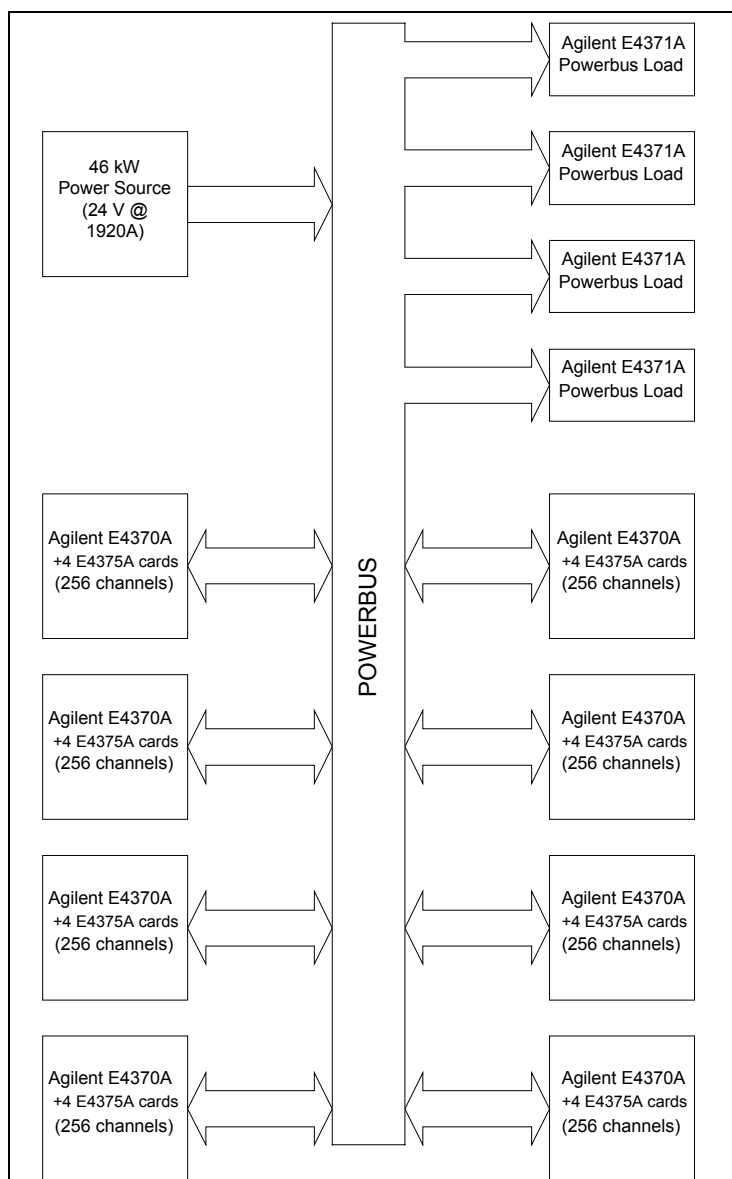 Agilent E4371A
Powerbus Load
46 kW
Power Source
(24 V @
1920A)
Agilent E4371A
Powerbus Load
Agilent E4371A
Powerbus Load
Agilent E4371A
Powerbus Load
POWERBUS
Agilent E4370A
+4 E4375A cards
(256 channels)
Agilent E4370A
+4 E4375A cards
(256 channels)
Agilent E4370A
+4 E4375A cards
(256 channels)
Agilent E4370A
+4 E4375A cards
(256 channels)
Agilent E4370A
+4 E4375A cards
(256 channels)
Agilent E4370A
+4 E4375A cards
(256 channels)
Agilent E4370A
+4 E4375A cards
(256 channels)
Agilent E4370A
+4 E4375A cards
(256 channels)